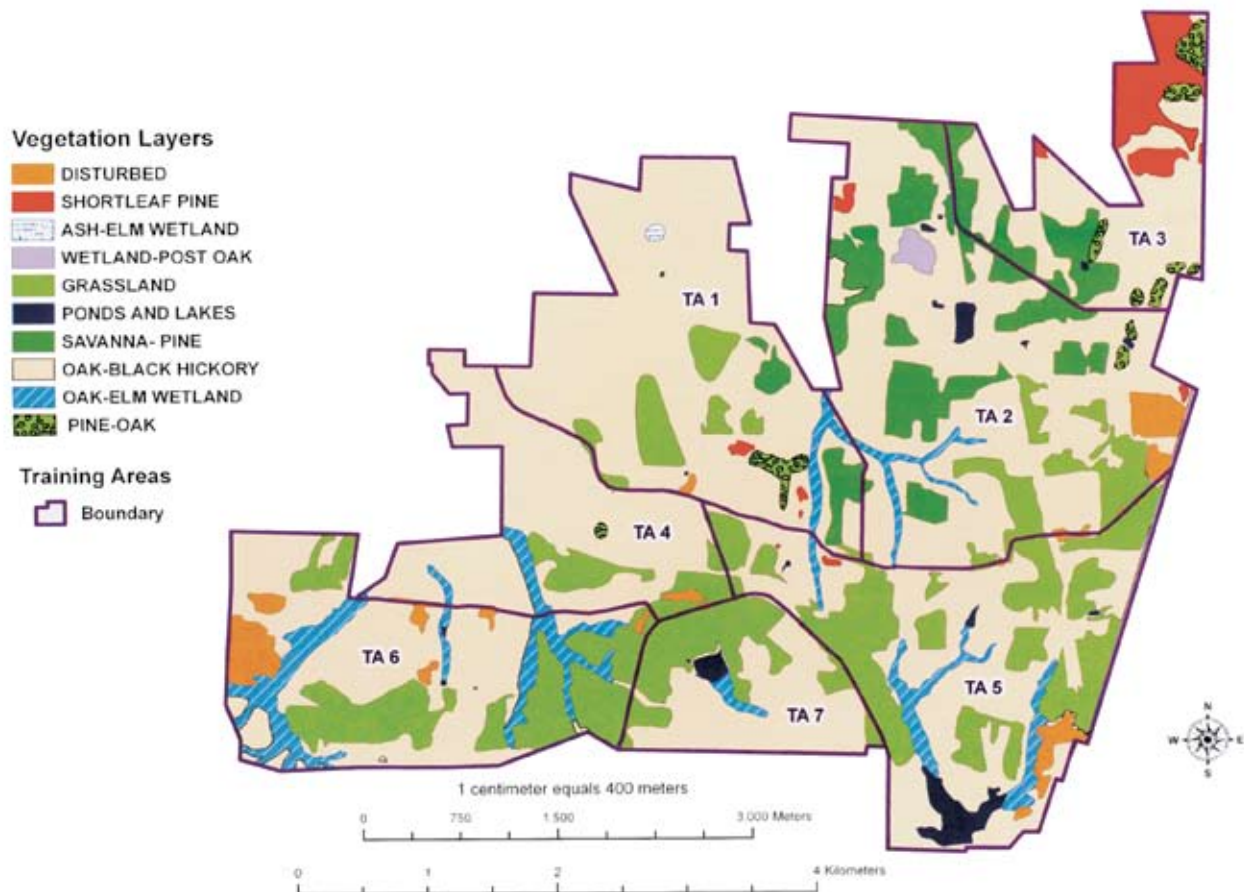 Vegetation Layers
DISTURBED
SHORTLEAF PINE
ASH-ELM WETLAND
WETLAND-POST OAK
GRASSLAND
PONDS AND LAKES
SAVANNA- PINE
OAK-BLACK HICKORY
OAK-ELM WETLAND
PINE-OAK
Training Areas
Boundary
TA 1
TA 3
TA 2
TA 4
TA 6
TA 5
TA 7
N
W E
S
1 centimeter equals 400 meters
0 750 1.500 3.000 Meters
0 1 2 4 Kilometers